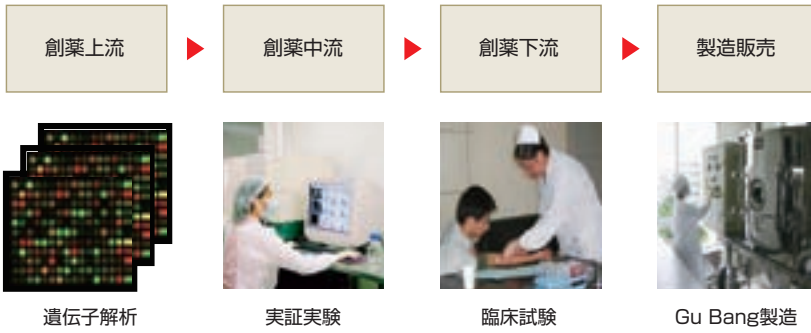 創薬上流
創薬中流
創薬下流
製造販売
遺伝子解析
実証実験
臨床試験
Gu Bang製造